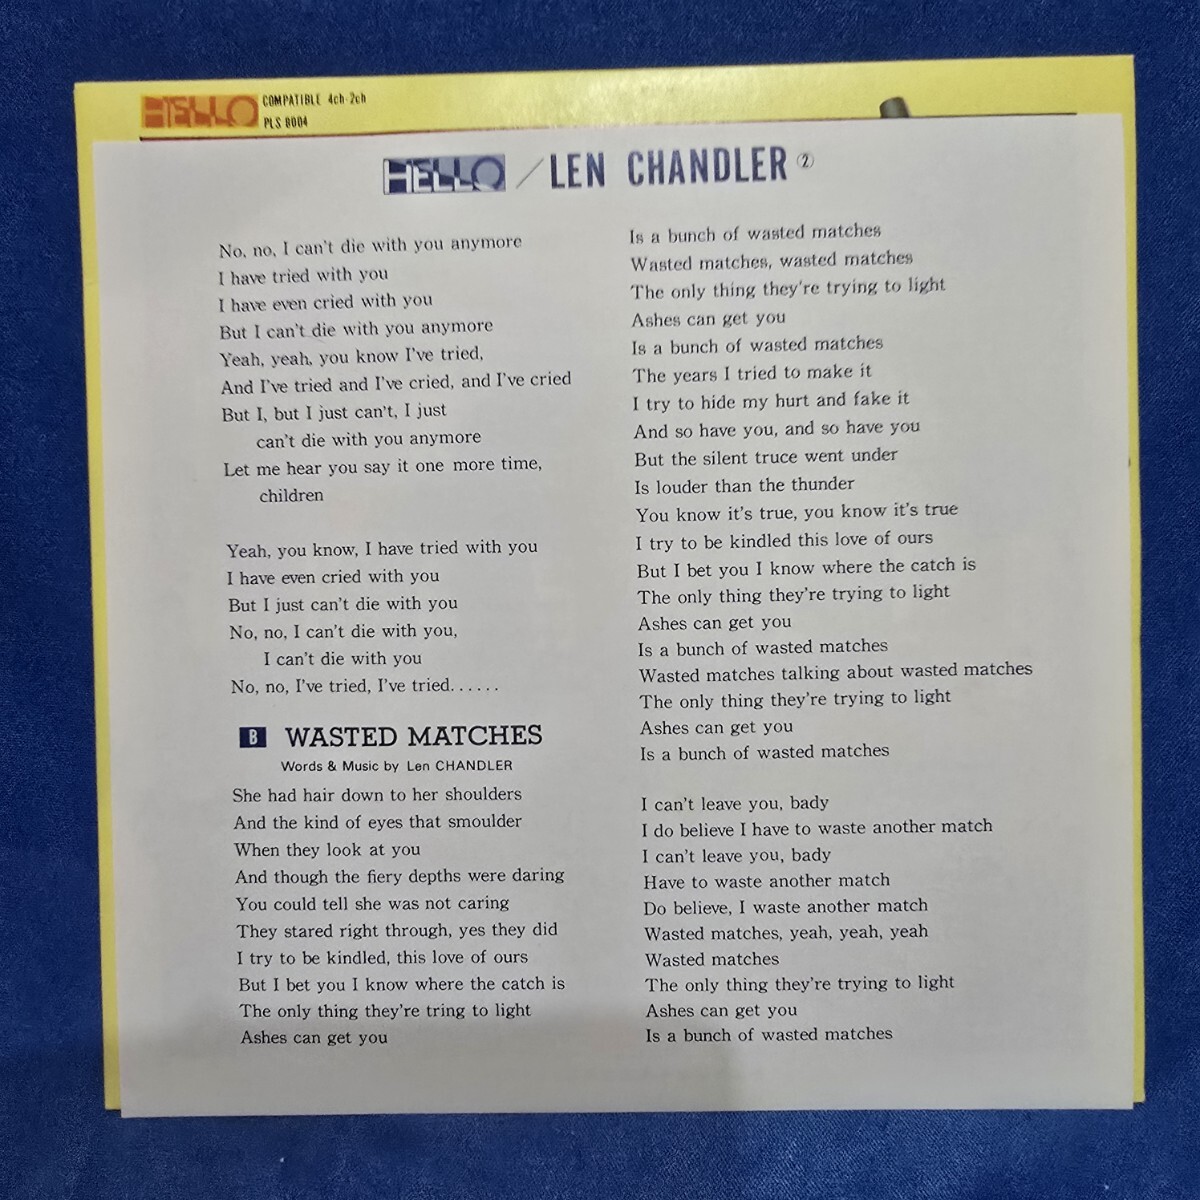 HELLO COMPATIBLE 4ch-2ch
PLS 8004
HELLO / LEN CHANDLER ②
No, no, I can't die with you anymore
I have tried with you
I have even cried with you
But I can't die with you anymore
Yeah, yeah, you know I've tried,
And I've tried and I've cried, and I've cried
But I, but I just can't, I just
can't die with you anymore
Let me hear you say it one more time,
children
Yeah, you know, I have tried with you
I have even cried with you
But I just can't die with you
No, no, I can't die with you,
I can't die with you
No, no, I've tried, I've tried......
B WASTED MATCHES
Words & Music by Len CHANDLER
She had hair down to her shoulders
And the kind of eyes that smoulder
When they look at you
And though the fiery depths were daring
You could tell she was not caring
They stared right through, yes they did
I try to be kindled, this love of ours
But I bet you I know where the catch is
The only thing they're tring to light
Ashes can get you
Is a bunch of wasted matches
Wasted matches, wasted matches
The only thing they're trying to light
Ashes can get you
Is a bunch of wasted matches
The years I tried to make it
I try to hide my hurt and fake it
And so have you, and so have you
But the silent truce went under
Is louder than the thunder
You know it's true, you know it's true
I try to be kindled this love of ours
But I bet you I know where the catch is
The only thing they're trying to light
Ashes can get you
Is a bunch of wasted matches
Wasted matches talking about wasted matches
The only thing they're trying to light
Ashes can get you
Is a bunch of wasted matches
I can't leave you, bady
I do believe I have to waste another match
I can't leave you, bady
Have to waste another match
Do believe, I waste another match
Wasted matches, yeah, yeah, yeah
Wasted matches
The only thing they're trying to light
Ashes can get you
Is a bunch of wasted matches